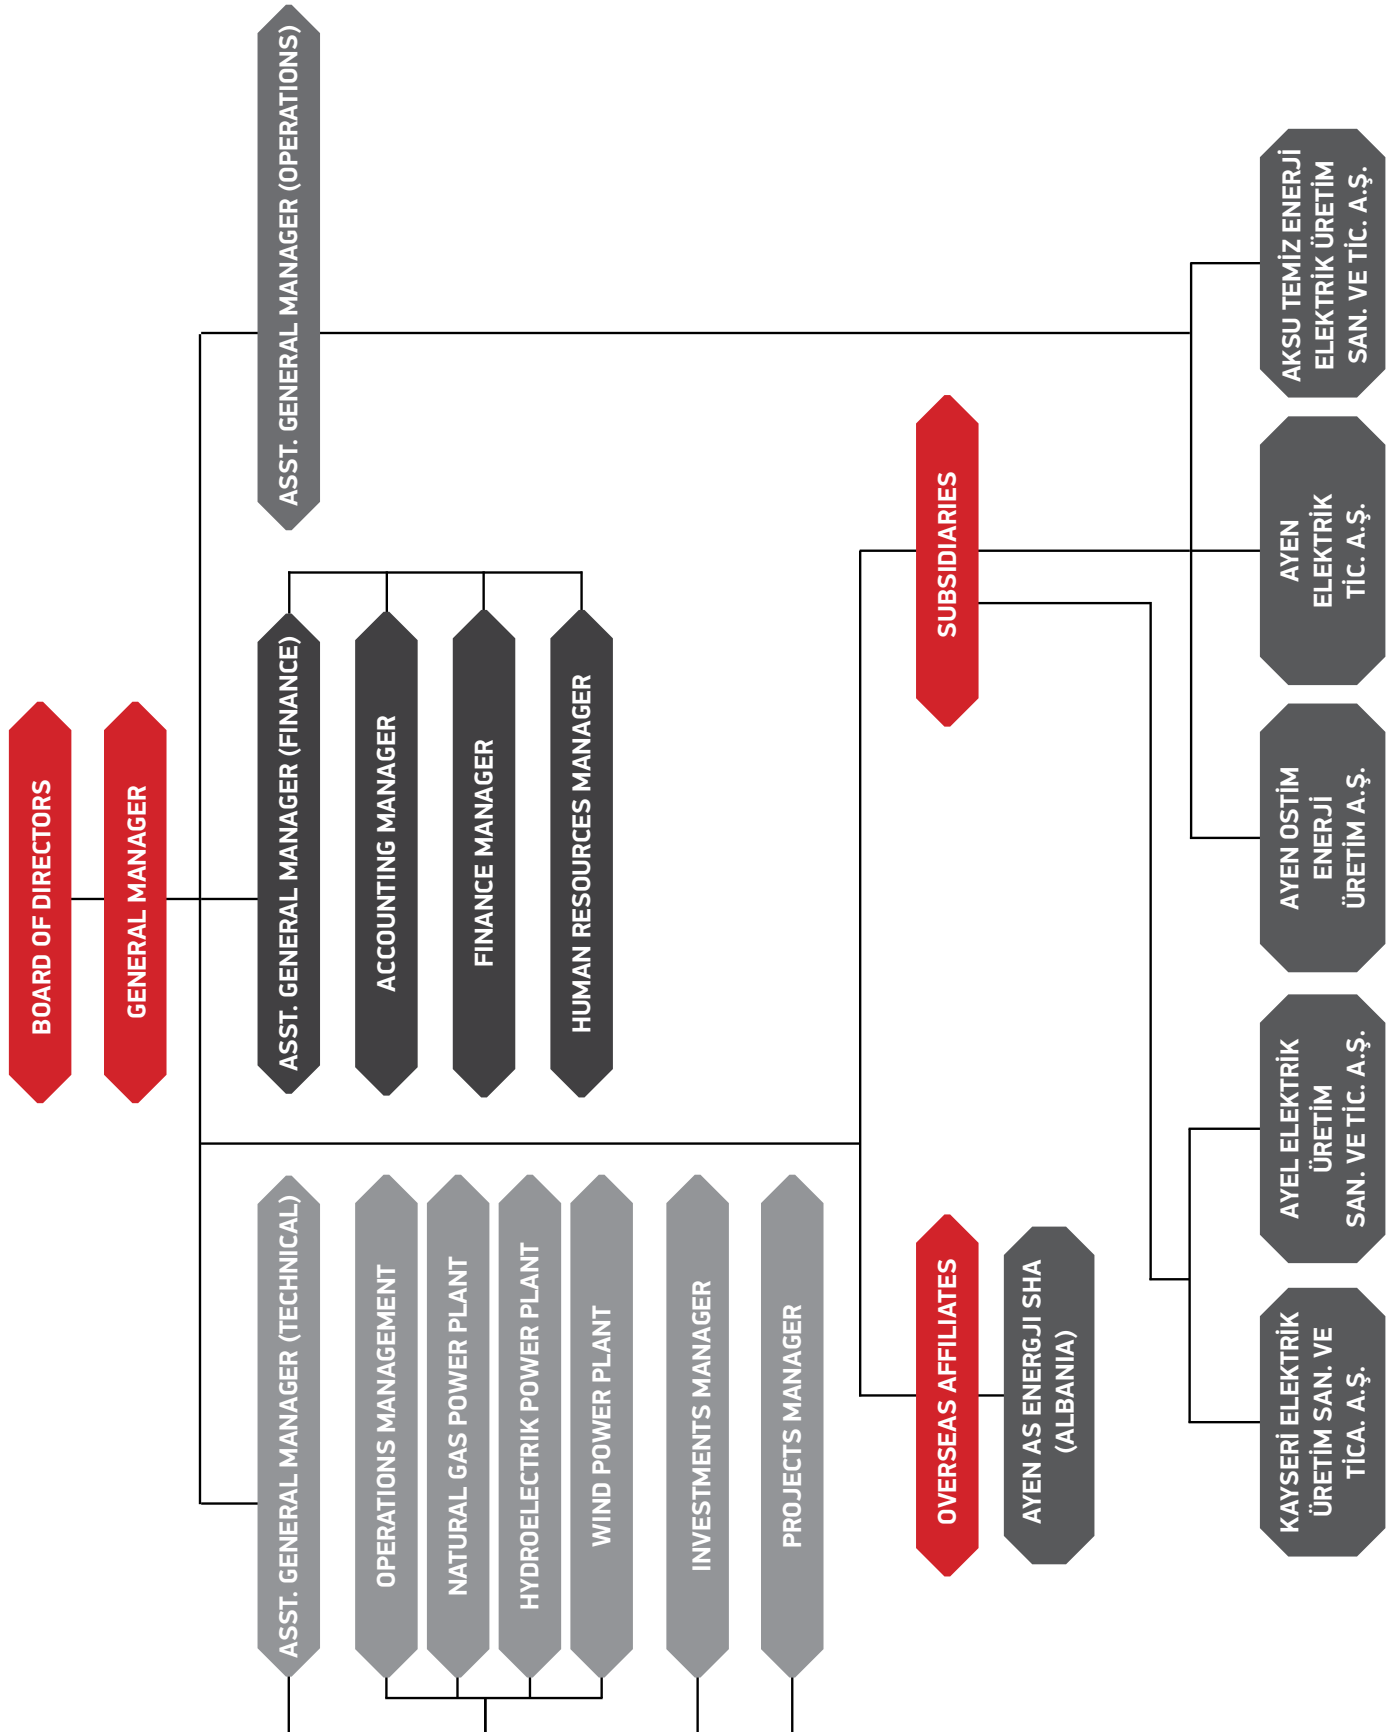 BOARD OF DIRECTORS
GENERAL MANAGER
ASST. GENERAL MANAGER (TECHNICAL)
OPERATIONS MANAGEMENT
NATURAL GAS POWER PLANT
HYDROELECTRIK POWER PLANT
WIND POWER PLANT
INVESTMENTS MANAGER
PROJECTS MANAGER
ASST. GENERAL MANAGER (FINANCE)
ACCOUNTING MANAGER
FINANCE MANAGER
HUMAN RESOURCES MANAGER
ASST. GENERAL MANAGER (OPERATIONS)
OVERSEAS AFFILIATES
AYEN AS ENERGJI SHA
(ALBANIA)
SUBSIDIARIES
KAYSERİ ELEKTRİK
ÜRETİM SAN. VE
TİCA. A.Ş.
AYEL ELEKTRİK
ÜRETİM
SAN. VE TİC. A.Ş.
AYEN OSTİM
ENERJİ
ÜRETİM A.Ş.
AYEN
ELEKTRİK
TİC. A.Ş.
AKSU TEMİZ ENERJİ
ELEKTRİK ÜRETİM
SAN. VE TİC. A.Ş.